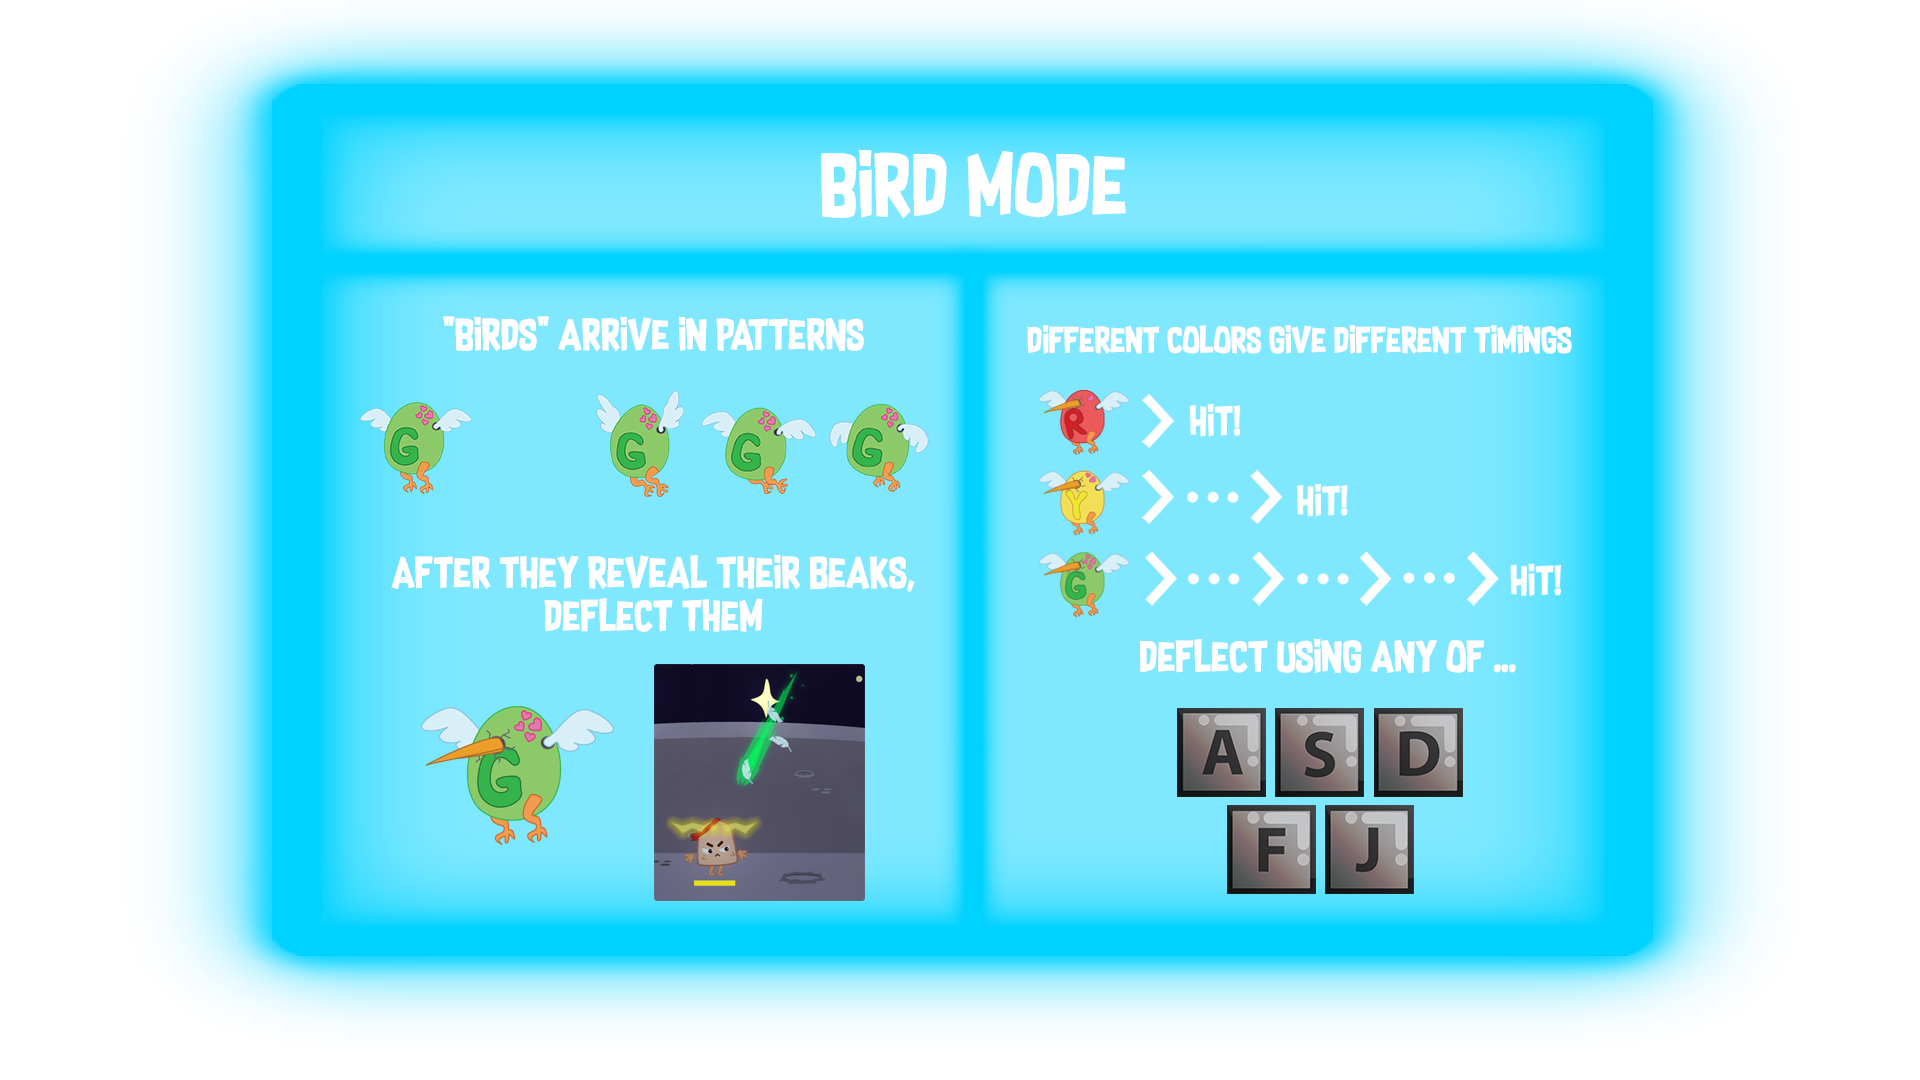 BiRD MODE
"BiRDS" ARRiVE iN PATTERNS
G G G G
AFTER THEY REVEAL THEiR BEAKS,
DEFLECT THEM
G
DiFFERENT COLORS GiVE DiFFERENT TiMiNGS
R HiT!
Y ... HiT!
G ... ... ... HiT!
DEFLECT USiNG ANY OF ...
A S D
F J